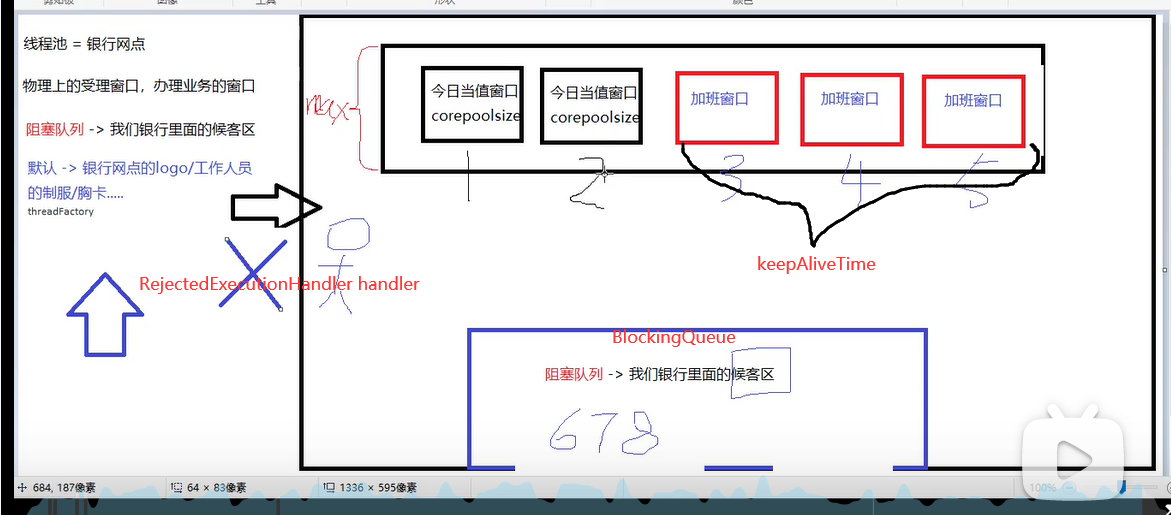 线程池 = 银行网点
物理上的受理窗口，办理业务的窗口
阻塞队列 -> 我们银行里面的候客区
默认 -> 银行网点的logo/工作人员
的制服/胸卡.....
threadFactory
RejectedExecutionHandler handler
max
今日当值窗口
corepoolsize
今日当值窗口
corepoolsize
加班窗口
加班窗口
加班窗口
1 2 3 4 5
keepAliveTime
BlockingQueue
阻塞队列 -> 我们银行里面的候客区
678
684, 187像素
64 × 83像素
1336 × 595像素
100%